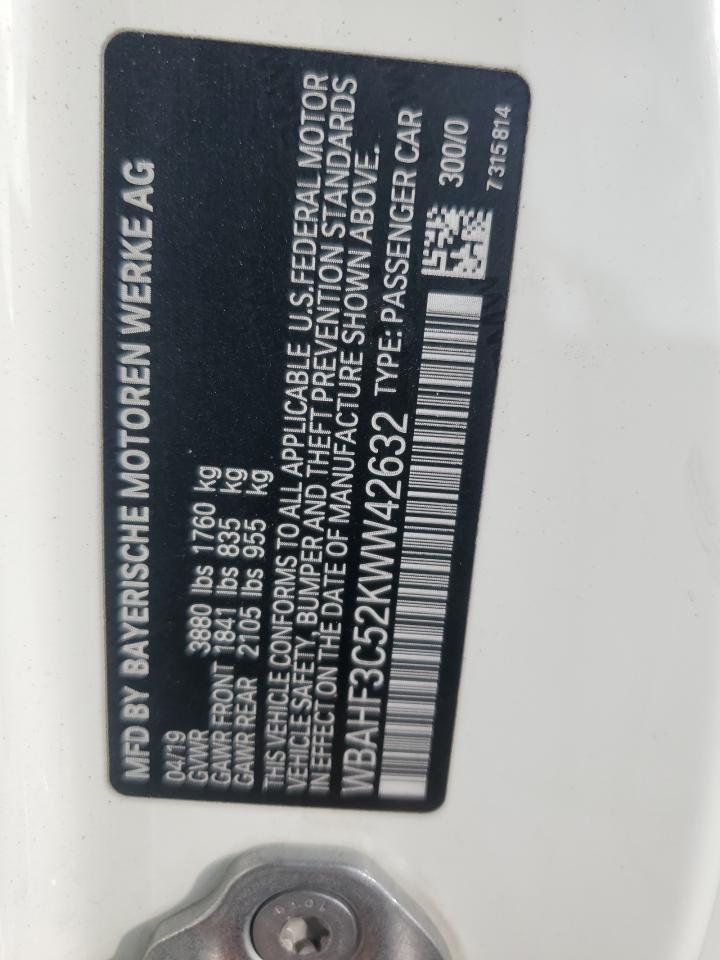 MFD BY BAYERISCHE MOTOREN WERKE AG
04/19
GVWR 3880 lbs 1760 kg
GAWR FRONT 1841 lbs 835 kg
GAWR REAR 2105 lbs 955 kg
THIS VEHICLE CONFORMS TO ALL APPLICABLE U.S.FEDERAL MOTOR
VEHICLE SAFETY, BUMPER AND THEFT PREVENTION STANDARDS
IN EFFECT ON THE DATE OF MANUFACTURE SHOWN ABOVE.
WBAHF3C52KWW42632 TYPE: PASSENGER CAR
300/0
7315814